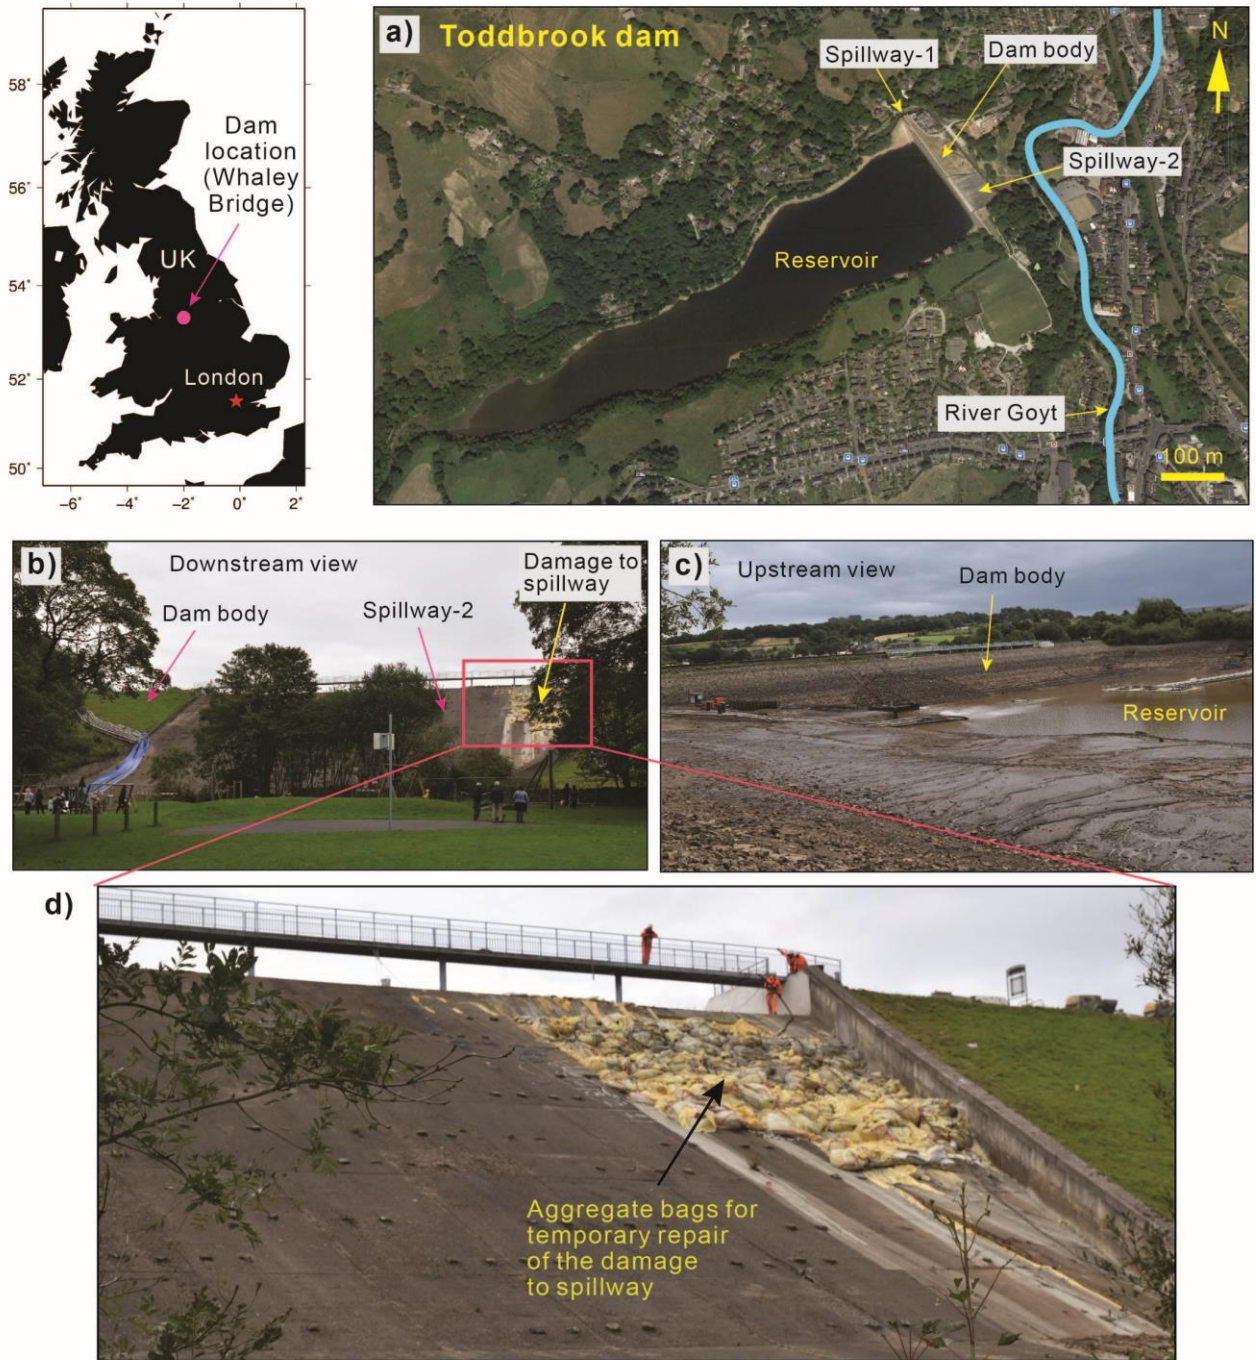 58°
56°
54°
52°
50°
−6°
−4°
−2°
0°
2°
Dam
location
(Whaley
Bridge)
UK
London
a)
Toddbrook dam
Spillway-1
Dam body
N
Spillway-2
Reservoir
River Goyt
100 m
b)
Downstream view
Dam body
Spillway-2
Damage to
spillway
c)
Upstream view
Dam body
Reservoir
d)
Aggregate bags for
temporary repair
of the damage
to spillway